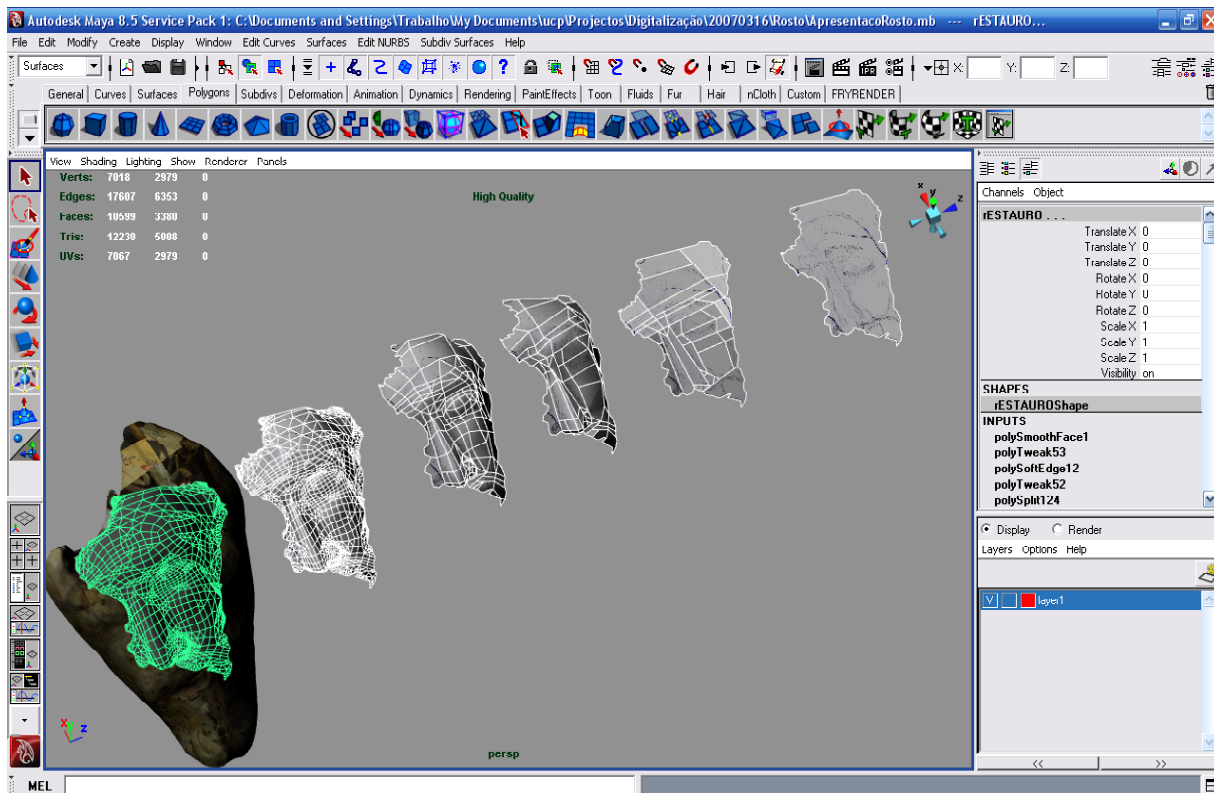 Autodesk Maya 8.5 Service Pack 1: C:\Documents and Settings\Trabalho\My Documents\ucp\Projectos\Digitalização\20070316\Rosto\ApresentacoRosto.mb --- rESTAURO...
File Edit Modify Create Display Window Edit Curves Surfaces Edit NURBS Subdiv Surfaces Help
Surfaces X: Y: Z:
General Curves Surfaces Polygons Subdivs Deformation Animation Dynamics Rendering PaintEffects Toon Fluids Fur Hair nCloth Custom FRYRENDER
View Shading Lighting Show Renderer Panels
Verts: 7018 2979 0
Edges: 17607 6353 0
Faces: 10599 3380 0
Tris: 12230 5008 0
UVs: 7067 2979 0
High Quality
x y z
x z
persp
Channels Object
rESTAURO . . .
Translate X 0
Translate Y 0
Translate Z 0
Rotate X 0
Rotate Y 0
Rotate Z 0
Scale X 1
Scale Y 1
Scale Z 1
Visibility on
SHAPES
rESTAUROShape
INPUTS
polySmoothFace1
polyTweak53
polySoftEdge12
polyTweak52
polySplit124
Display Render
Layers Options Help
V layer1
<< >>
MEL